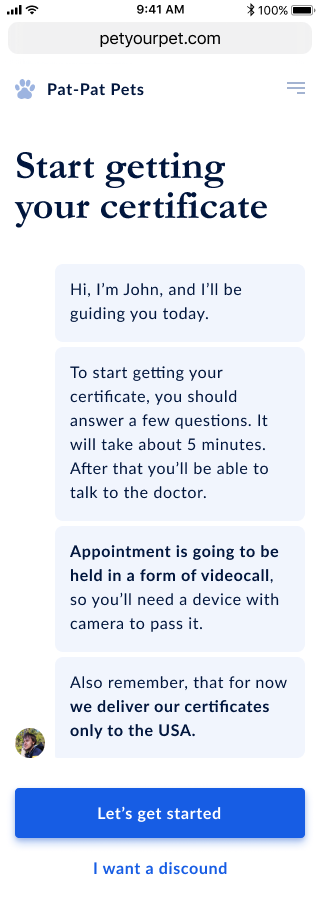 9:41 AM
100%
petyourpet.com
Pat-Pat Pets
Start getting
your certificate
Hi, I’m John, and I’ll be
guiding you today.
To start getting your
certificate, you should
answer a few questions. It
will take about 5 minutes.
After that you’ll be able to
talk to the doctor.
Appointment is going to be
held in a form of videocall,
so you’ll need a device with
camera to pass it.
Also remember, that for now
we deliver our certificates
only to the USA.
Let’s get started
I want a discound